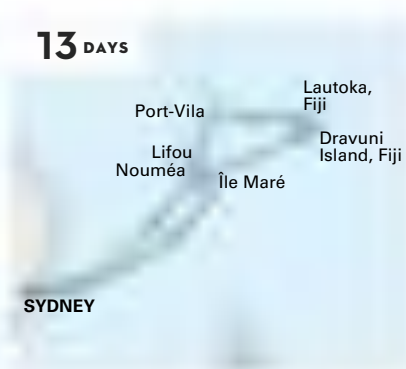 13 DAYS
Lautoka,
Fiji
Port-Vila
Dravuni
Island, Fiji
Lifou
Nouméa
Île Maré
SYDNEY